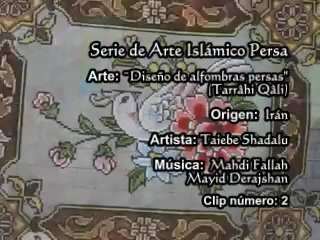 Serie de Arte Islámico Persa
Arte: "Diseño de alfombras persas"
(Tarrâhi Qâli)
Origen: Irán
Artista: Taiebe Shadalu
Música: Mahdi Fallah
Mayid Derajshan
Clip número: 2